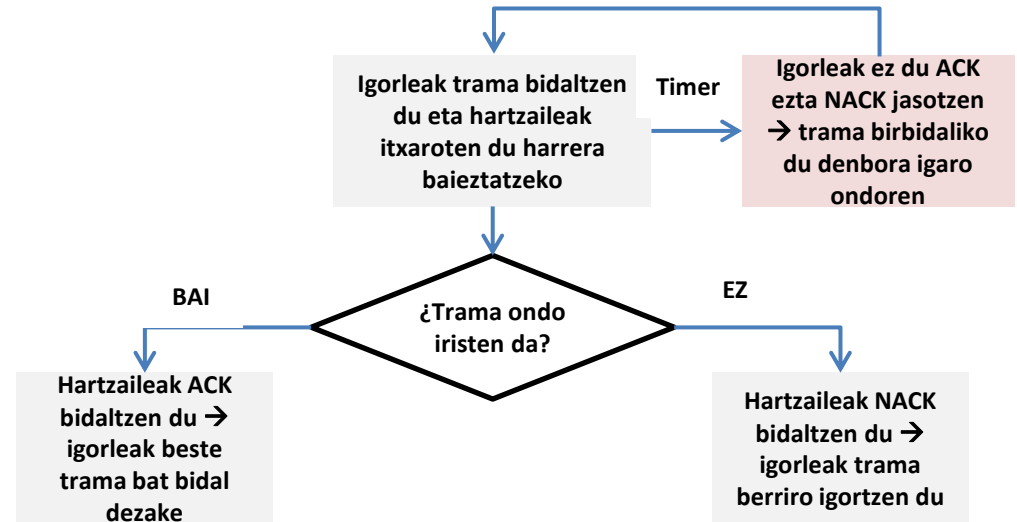 Igorleak trama bidaltzen
du eta hartzaileak
itxaroten du harrera
baieztatzeko
Timer
Igorleak ez du ACK
ezta NACK jasotzen
→ trama birbidaliko
du denbora igaro
ondoren
BAI
¿Trama ondo
iristen da?
EZ
Hartzaileak ACK
bidaltzen du →
igorleak beste
trama bat bidal
dezake
Hartzaileak NACK
bidaltzen du →
igorleak trama
berriro igortzen du